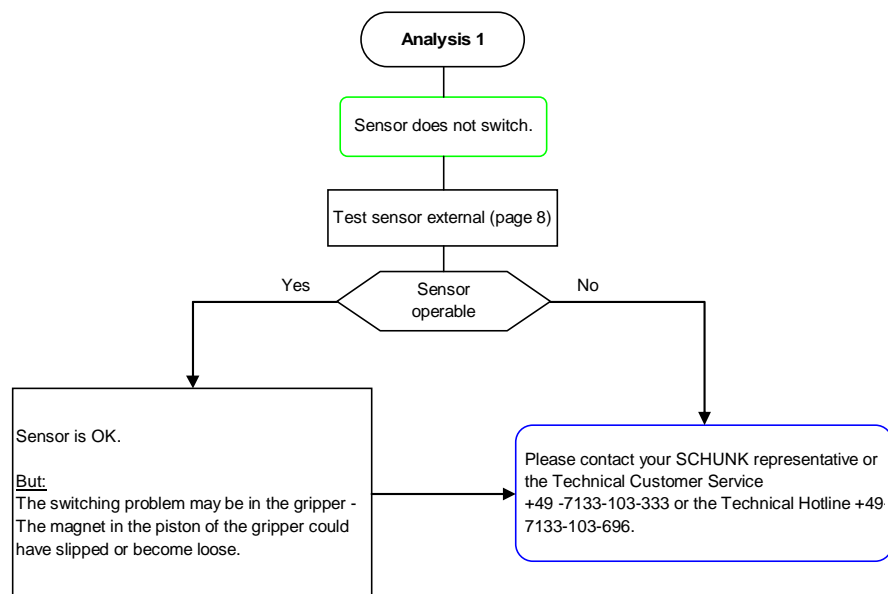 Analysis 1
Sensor does not switch.
Test sensor external (page 8)
Yes
Sensor
operable
No
Sensor is OK.
But:
The switching problem may be in the gripper -
The magnet in the piston of the gripper could
have slipped or become loose.
Please contact your SCHUNK representative or
the Technical Customer Service
+49 -7133-103-333 or the Technical Hotline +49-
7133-103-696.